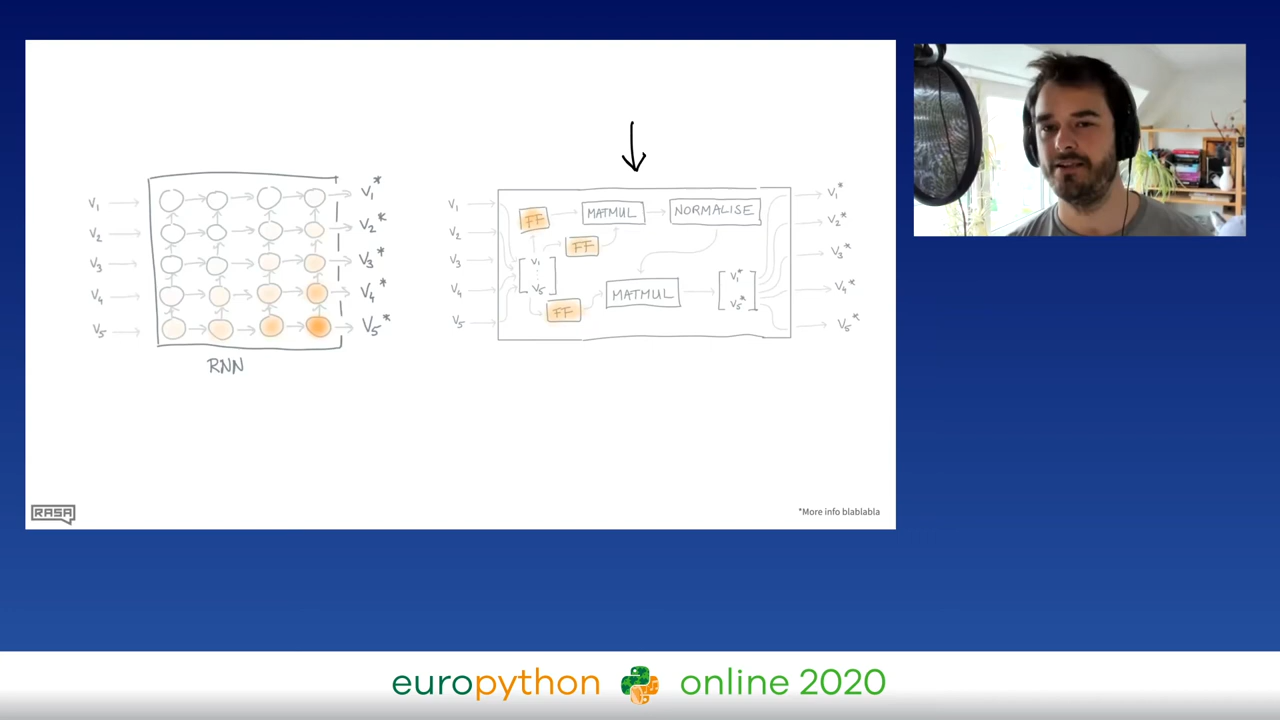 V1
V2
V3
V4
V5
V1*
V2*
V3*
V4*
V5*
RNN
V1
V2
V3
V4
V5
FF
MATMUL
NORMALISE
FF
V1
V5
FF
MATMUL
V1*
V5*
V1*
V2*
V3*
V4*
V5*
RASA
*More info blablabla
europython online 2020